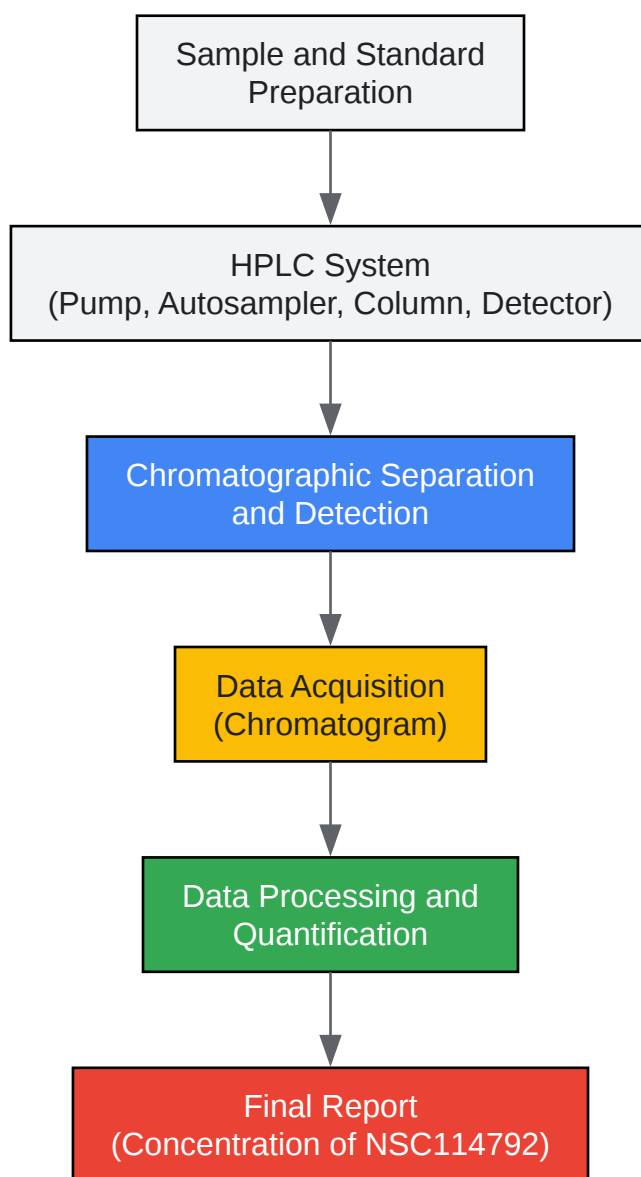 Sample and Standard
Preparation
HPLC System
(Pump, Autosampler, Column, Detector)
Chromatographic Separation
and Detection
Data Acquisition
(Chromatogram)
Data Processing and
Quantification
Final Report
(Concentration of NSC114792)